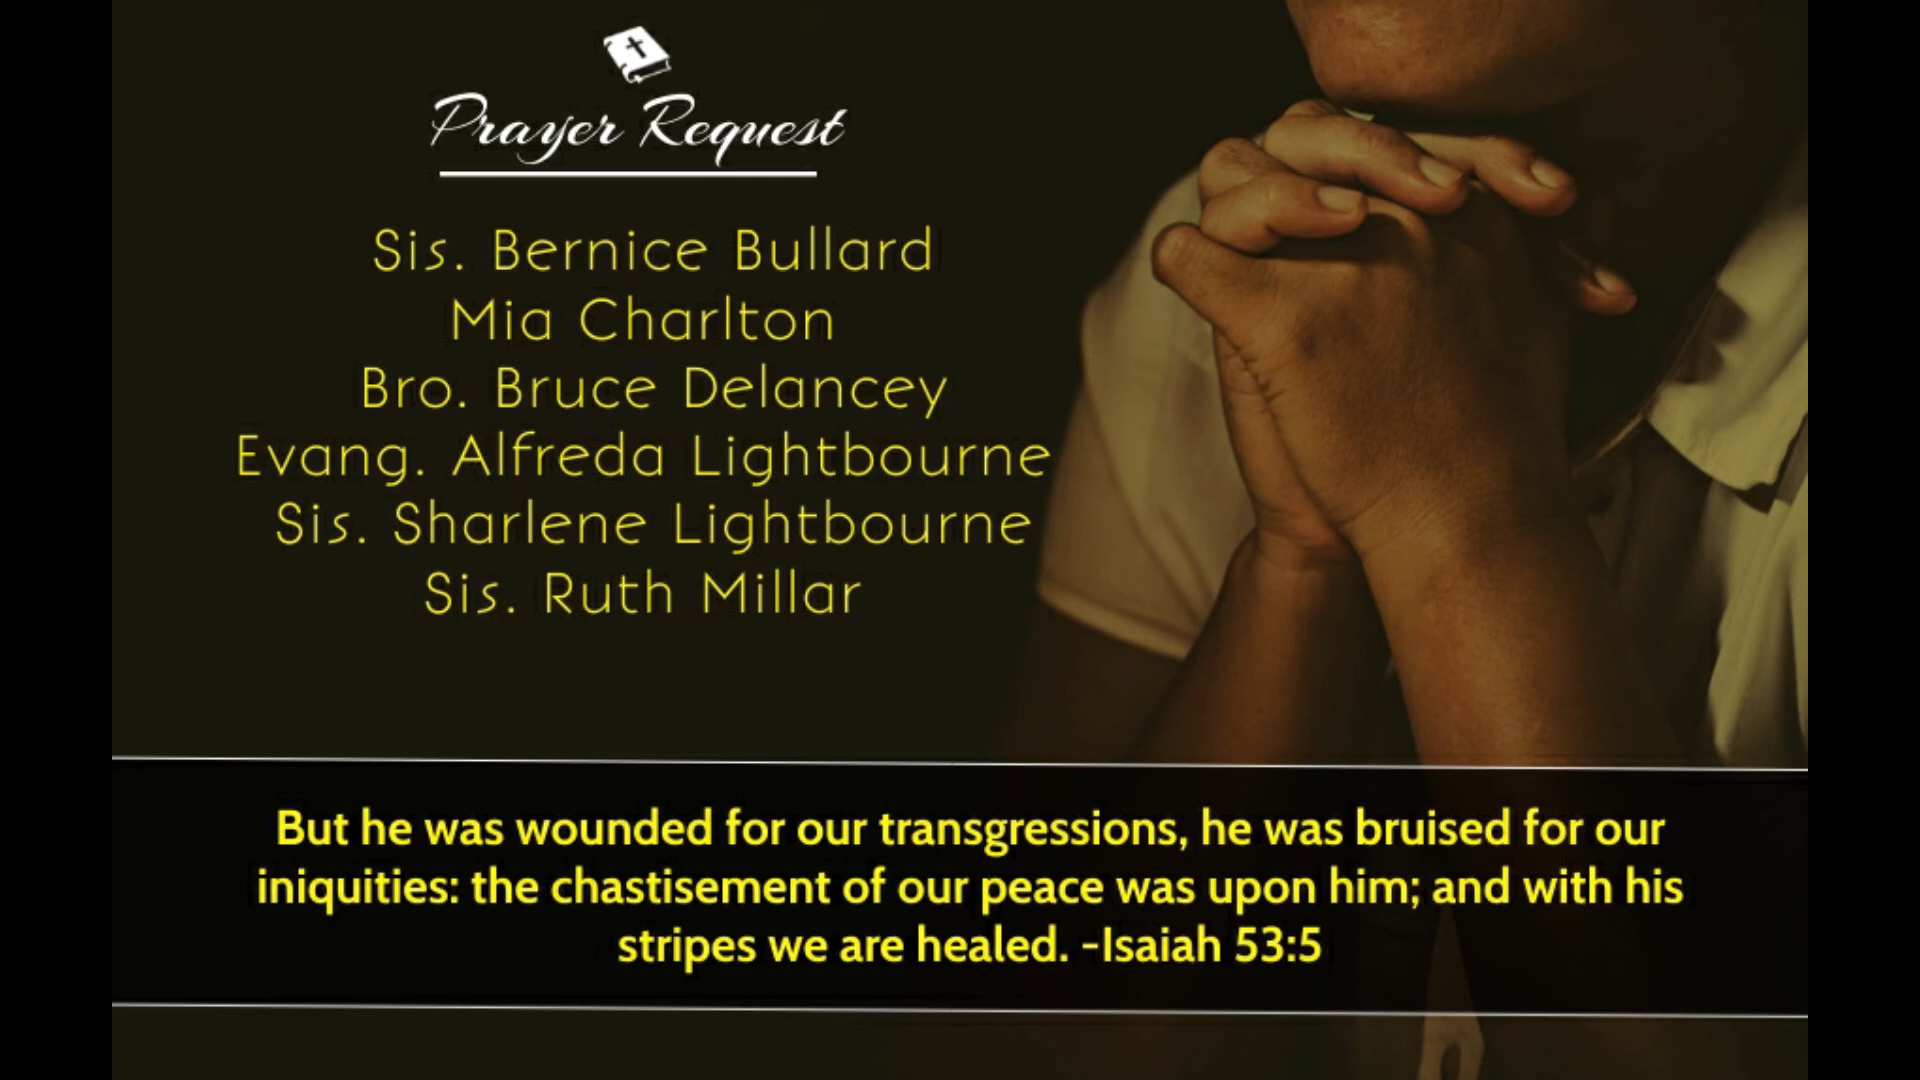 Prayer Request
Sis. Bernice Bullard
Mia Charlton
Bro. Bruce Delancey
Evang. Alfreda Lightbourne
Sis. Sharlene Lightbourne
Sis. Ruth Millar
But he was wounded for our transgressions, he was bruised for our
iniquities: the chastisement of our peace was upon him; and with his
stripes we are healed. -Isaiah 53:5